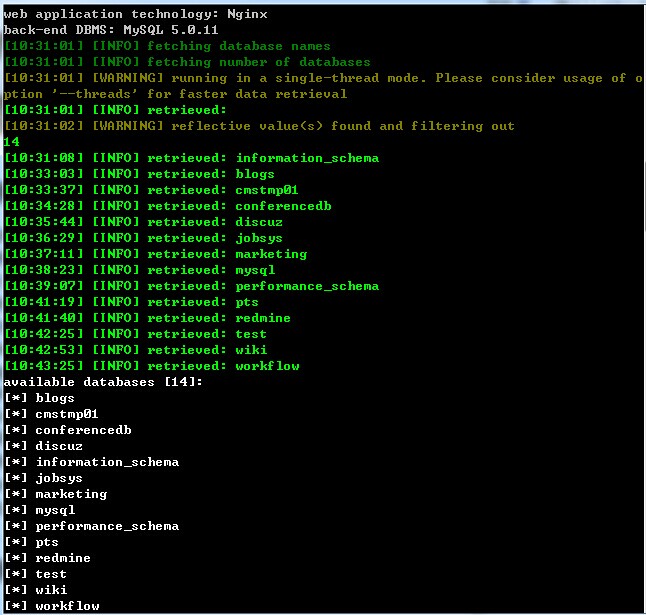 web application technology: Nginx
back-end DBMS: MySQL 5.0.11
[10:31:01] [INFO] fetching database names
[10:31:01] [INFO] fetching number of databases
[10:31:01] [WARNING] running in a single-thread mode. Please consider usage of o
ption '--threads' for faster data retrieval
[10:31:01] [INFO] retrieved:
[10:31:02] [WARNING] reflective value(s) found and filtering out
14
[10:31:08] [INFO] retrieved: information_schema
[10:33:03] [INFO] retrieved: blogs
[10:33:37] [INFO] retrieved: cmstmp01
[10:34:28] [INFO] retrieved: conferencedb
[10:35:44] [INFO] retrieved: discuz
[10:36:29] [INFO] retrieved: jobsys
[10:37:11] [INFO] retrieved: marketing
[10:38:23] [INFO] retrieved: mysql
[10:39:07] [INFO] retrieved: performance_schema
[10:41:19] [INFO] retrieved: pts
[10:41:40] [INFO] retrieved: redmine
[10:42:25] [INFO] retrieved: test
[10:42:53] [INFO] retrieved: wiki
[10:43:25] [INFO] retrieved: workflow
available databases [14]:
[*] blogs
[*] cmstmp01
[*] conferencedb
[*] discuz
[*] information_schema
[*] jobsys
[*] marketing
[*] mysql
[*] performance_schema
[*] pts
[*] redmine
[*] test
[*] wiki
[*] workflow